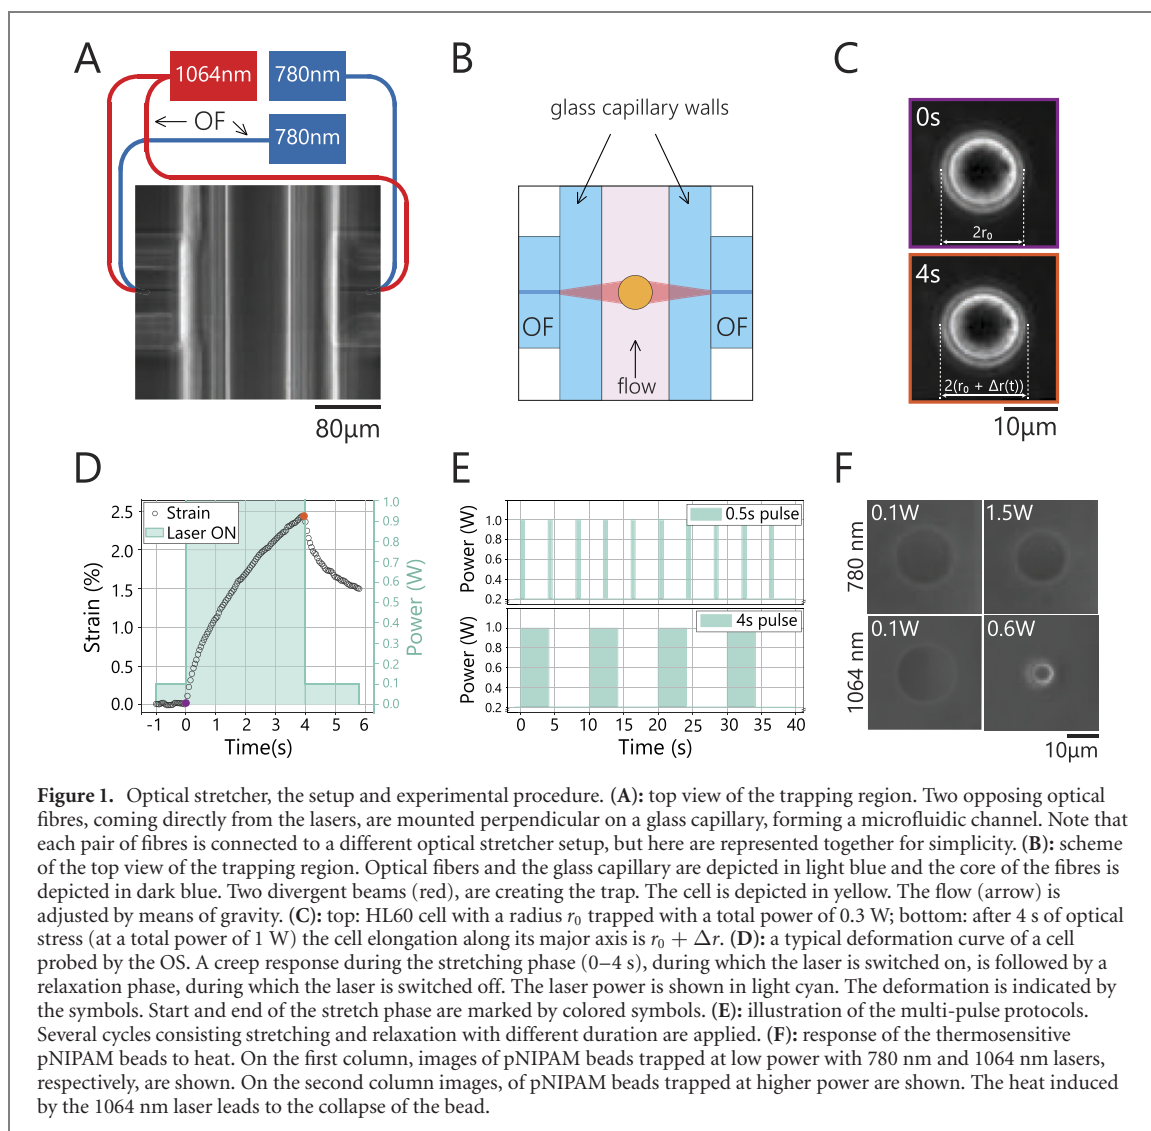 A
1064nm
780nm
OF
780nm
80µm
B
glass capillary walls
OF
OF
flow
C
0s
2r₀
4s
2(r₀ + Δr(t))
10µm
D
Strain
Laser ON
Strain (%)
2.5
2.0
1.5
1.0
0.5
0.0
1.0
0.9
0.8
0.7
0.6
0.5
0.4
0.3
0.2
0.1
0.0
Power (W)
-1 0 1 2 3 4 5 6
Time(s)
E
0.5s pulse
Power (W)
1.0
0.8
0.6
0.4
0.2
4s pulse
Power (W)
1.0
0.8
0.6
0.4
0.2
0 5 10 15 20 25 30 35 40
Time (s)
F
780 nm
0.1W
1.5W
1064 nm
0.1W
0.6W
10µm
Figure 1. Optical stretcher, the setup and experimental procedure. (A): top view of the trapping region. Two opposing optical
fibres, coming directly from the lasers, are mounted perpendicular on a glass capillary, forming a microfluidic channel. Note that
each pair of fibres is connected to a different optical stretcher setup, but here are represented together for simplicity. (B): scheme
of the top view of the trapping region. Optical fibers and the glass capillary are depicted in light blue and the core of the fibres is
depicted in dark blue. Two divergent beams (red), are creating the trap. The cell is depicted in yellow. The flow (arrow) is
adjusted by means of gravity. (C): top: HL60 cell with a radius r₀ trapped with a total power of 0.3 W; bottom: after 4 s of optical
stress (at a total power of 1 W) the cell elongation along its major axis is r₀ + Δr. (D): a typical deformation curve of a cell
probed by the OS. A creep response during the stretching phase (0–4 s), during which the laser is switched on, is followed by a
relaxation phase, during which the laser is switched off. The laser power is shown in light cyan. The deformation is indicated by
the symbols. Start and end of the stretch phase are marked by colored symbols. (E): illustration of the multi-pulse protocols.
Several cycles consisting stretching and relaxation with different duration are applied. (F): response of the thermosensitive
pNIPAM beads to heat. On the first column, images of pNIPAM beads trapped at low power with 780 nm and 1064 nm lasers,
respectively, are shown. On the second column images, of pNIPAM beads trapped at higher power are shown. The heat induced
by the 1064 nm laser leads to the collapse of the bead.